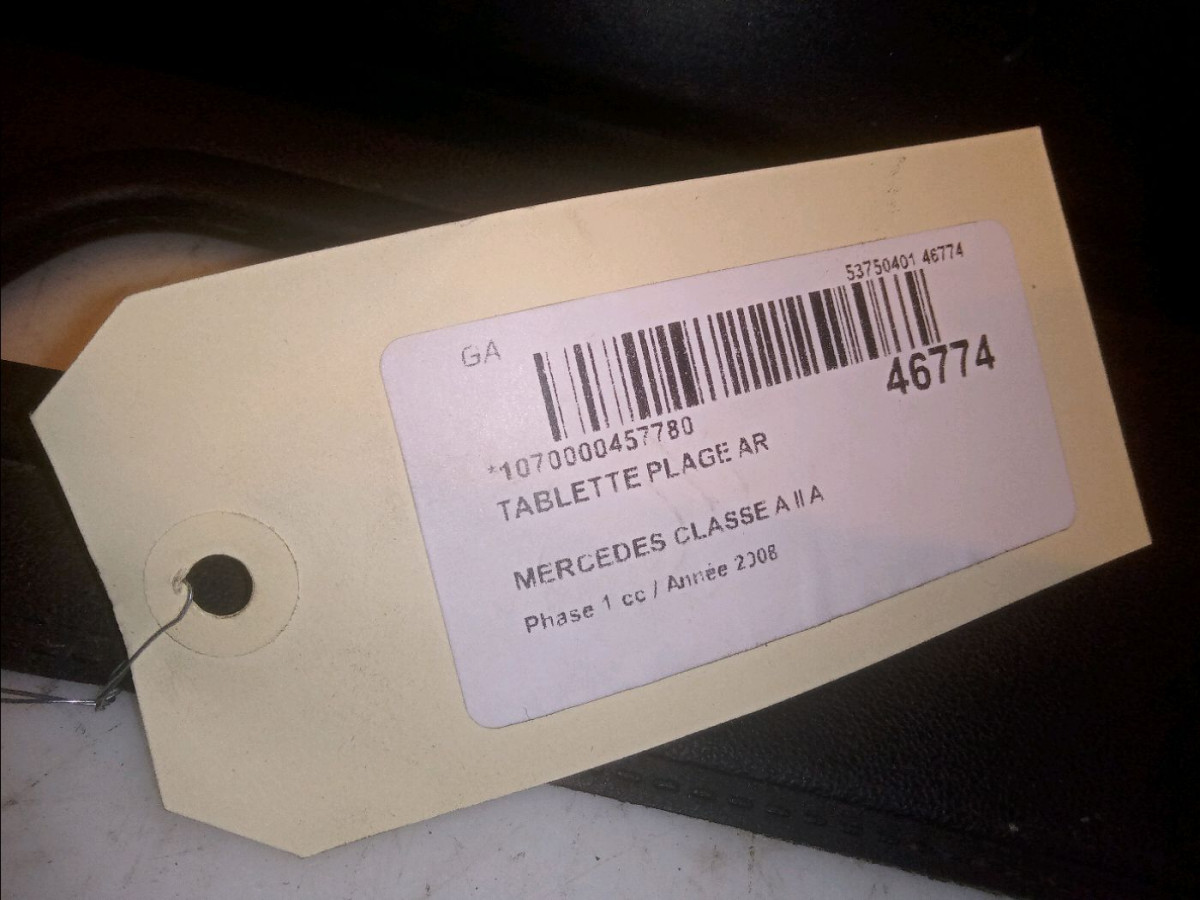 53750401 46774
GA
46774
*1070000457780
TABLETTE PLAGE AR
MERCEDES CLASSE A II A
Phase 1 cc / Année 2008